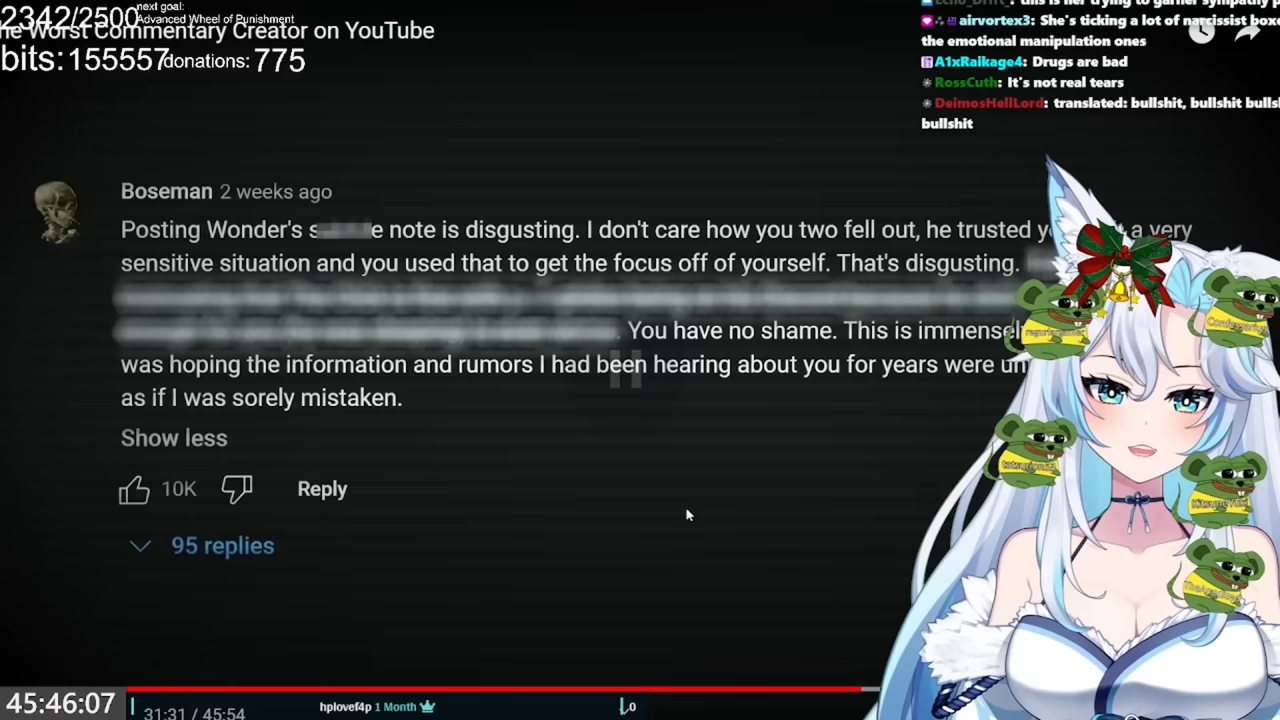 2342/2500
next goal:
Advanced Wheel of Punishment
he Worst Commentary Creator on YouTube
bits: 155557 donations: 775
airvortex3: She's ticking a lot of narcissist boxe
the emotional manipulation ones
A1xRaikage4: Drugs are bad
RossCuth: It's not real tears
DeimosHellLord: translated: bullshit, bullshit bulls
bullshit
Boseman 2 weeks ago
Posting Wonder's s e note is disgusting. I don't care how you two fell out, he trusted y a very
sensitive situation and you used that to get the focus off of yourself. That's disgusting.
You have no shame. This is immensel
was hoping the information and rumors I had been hearing about you for years were un
as if I was sorely mistaken.
Show less
10K Reply
95 replies
45:46:07
31:31 / 45:54
hplovef4p 1 Month
0